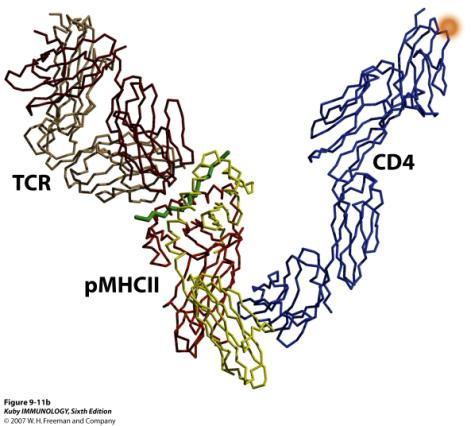 TCR
CD4
pMHCII
Figure 9-11b
Kuby IMMUNOLOGY, Sixth Edition
© 2007 W. H. Freeman and Company